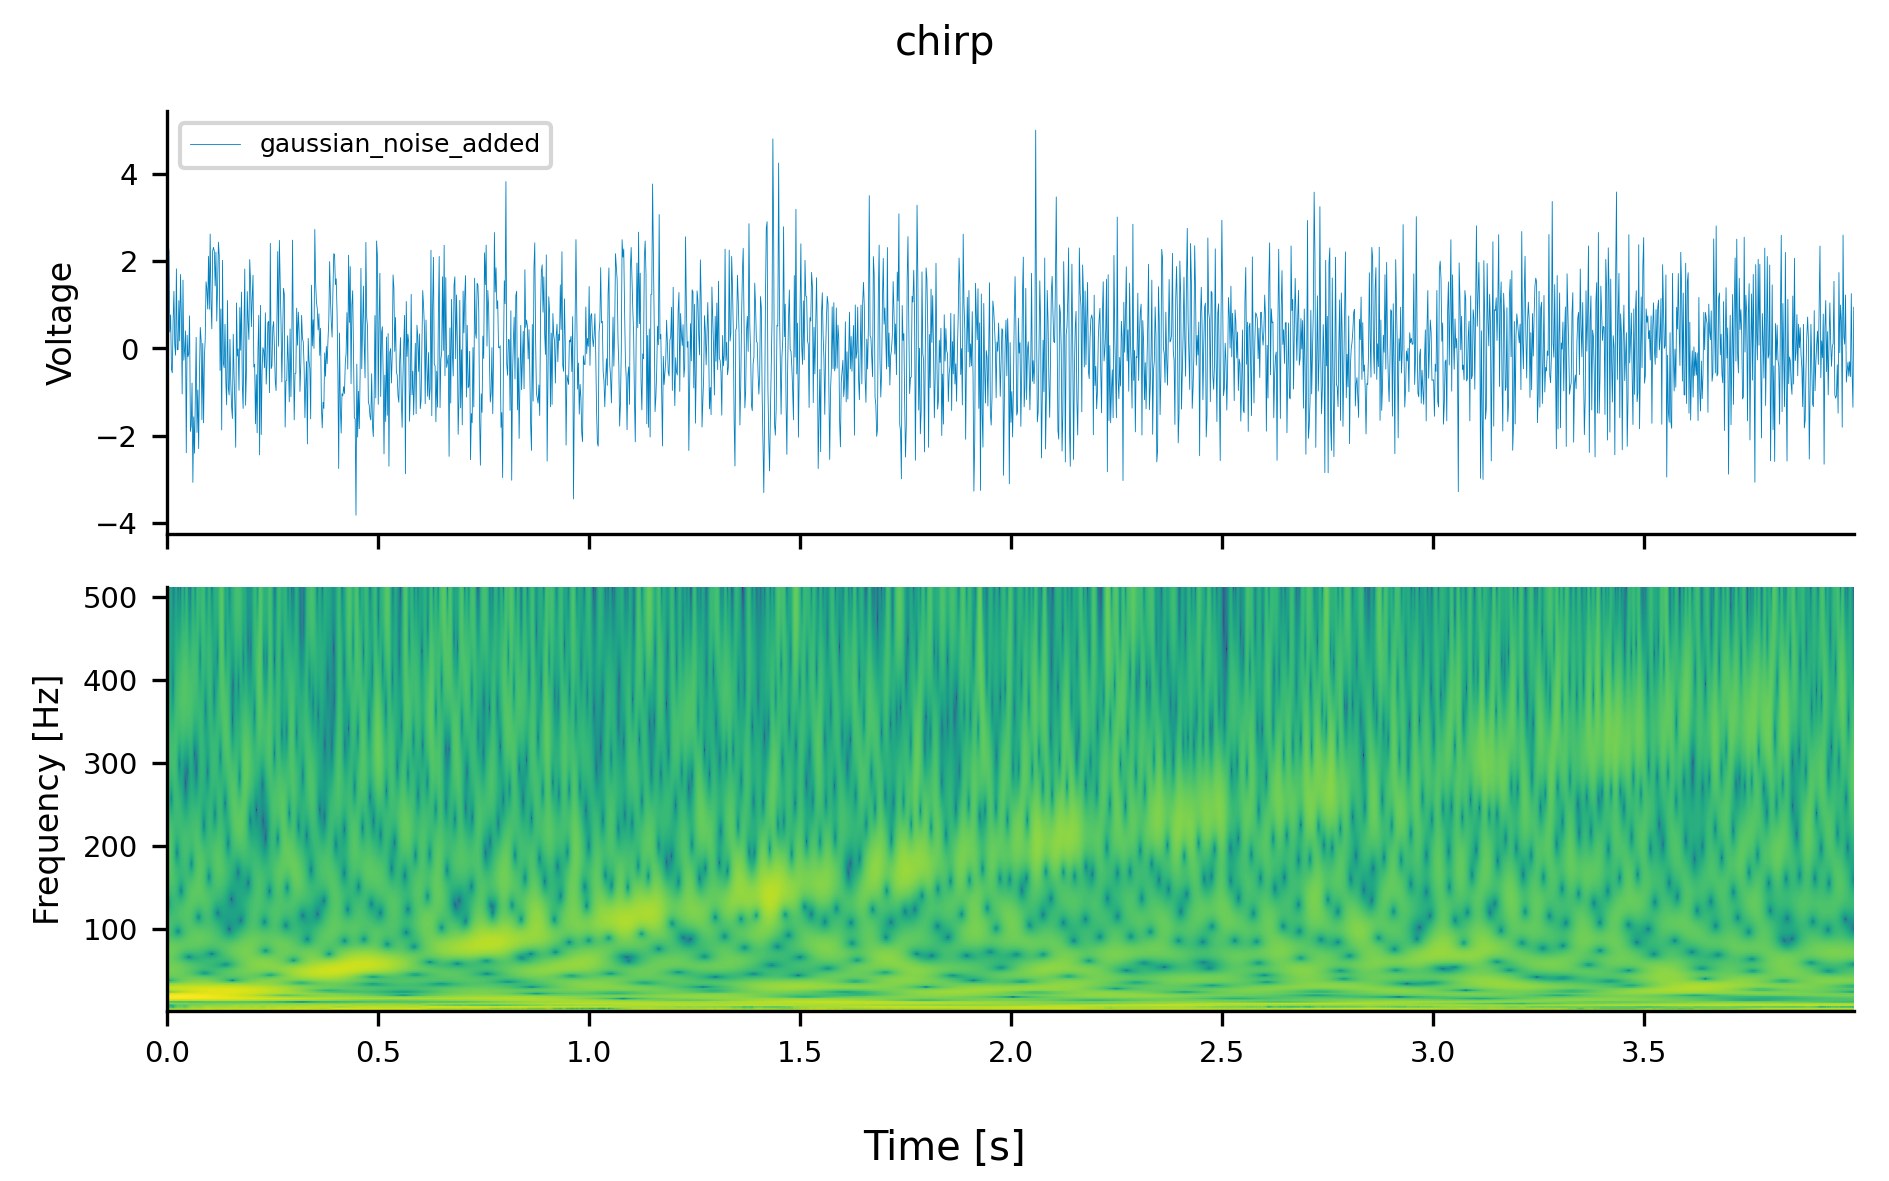 chirp
gaussian_noise_added
Voltage
4
2
0
−2
−4
Frequency [Hz]
500
400
300
200
100
0.0 0.5 1.0 1.5 2.0 2.5 3.0 3.5
Time [s]